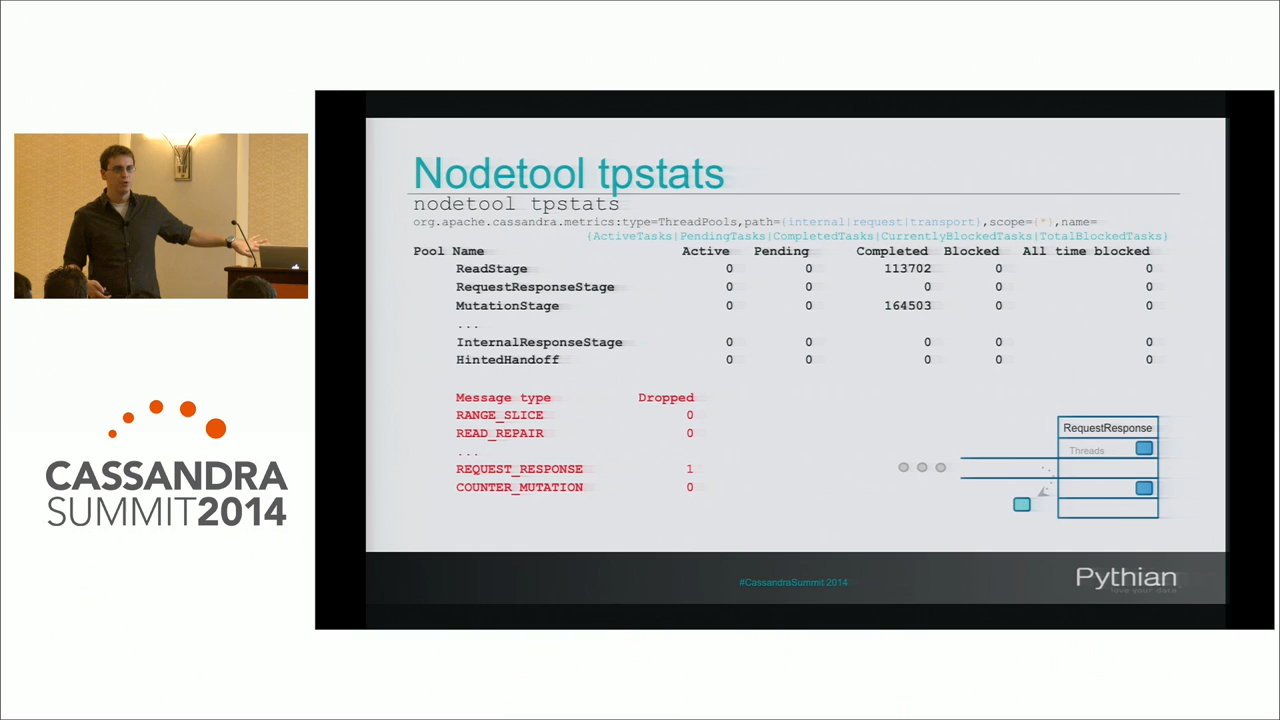 Nodetool tpstats
nodetool tpstats
org.apache.cassandra.metrics:type=ThreadPools,path={internal|request|transport},scope={*},name=
{ActiveTasks|PendingTasks|CompletedTasks|CurrentlyBlockedTasks|TotalBlockedTasks}
Pool Name Active Pending Completed Blocked All time blocked
ReadStage 0 0 113702 0 0
RequestResponseStage 0 0 0 0 0
MutationStage 0 0 164503 0 0
...
InternalResponseStage 0 0 0 0 0
HintedHandoff 0 0 0 0 0
Message type Dropped
RANGE_SLICE 0
READ_REPAIR 0
...
REQUEST_RESPONSE 1
COUNTER_MUTATION 0
RequestResponse
Threads
#CassandraSummit 2014
Pythian
love your data
CASSANDRA
SUMMIT2014